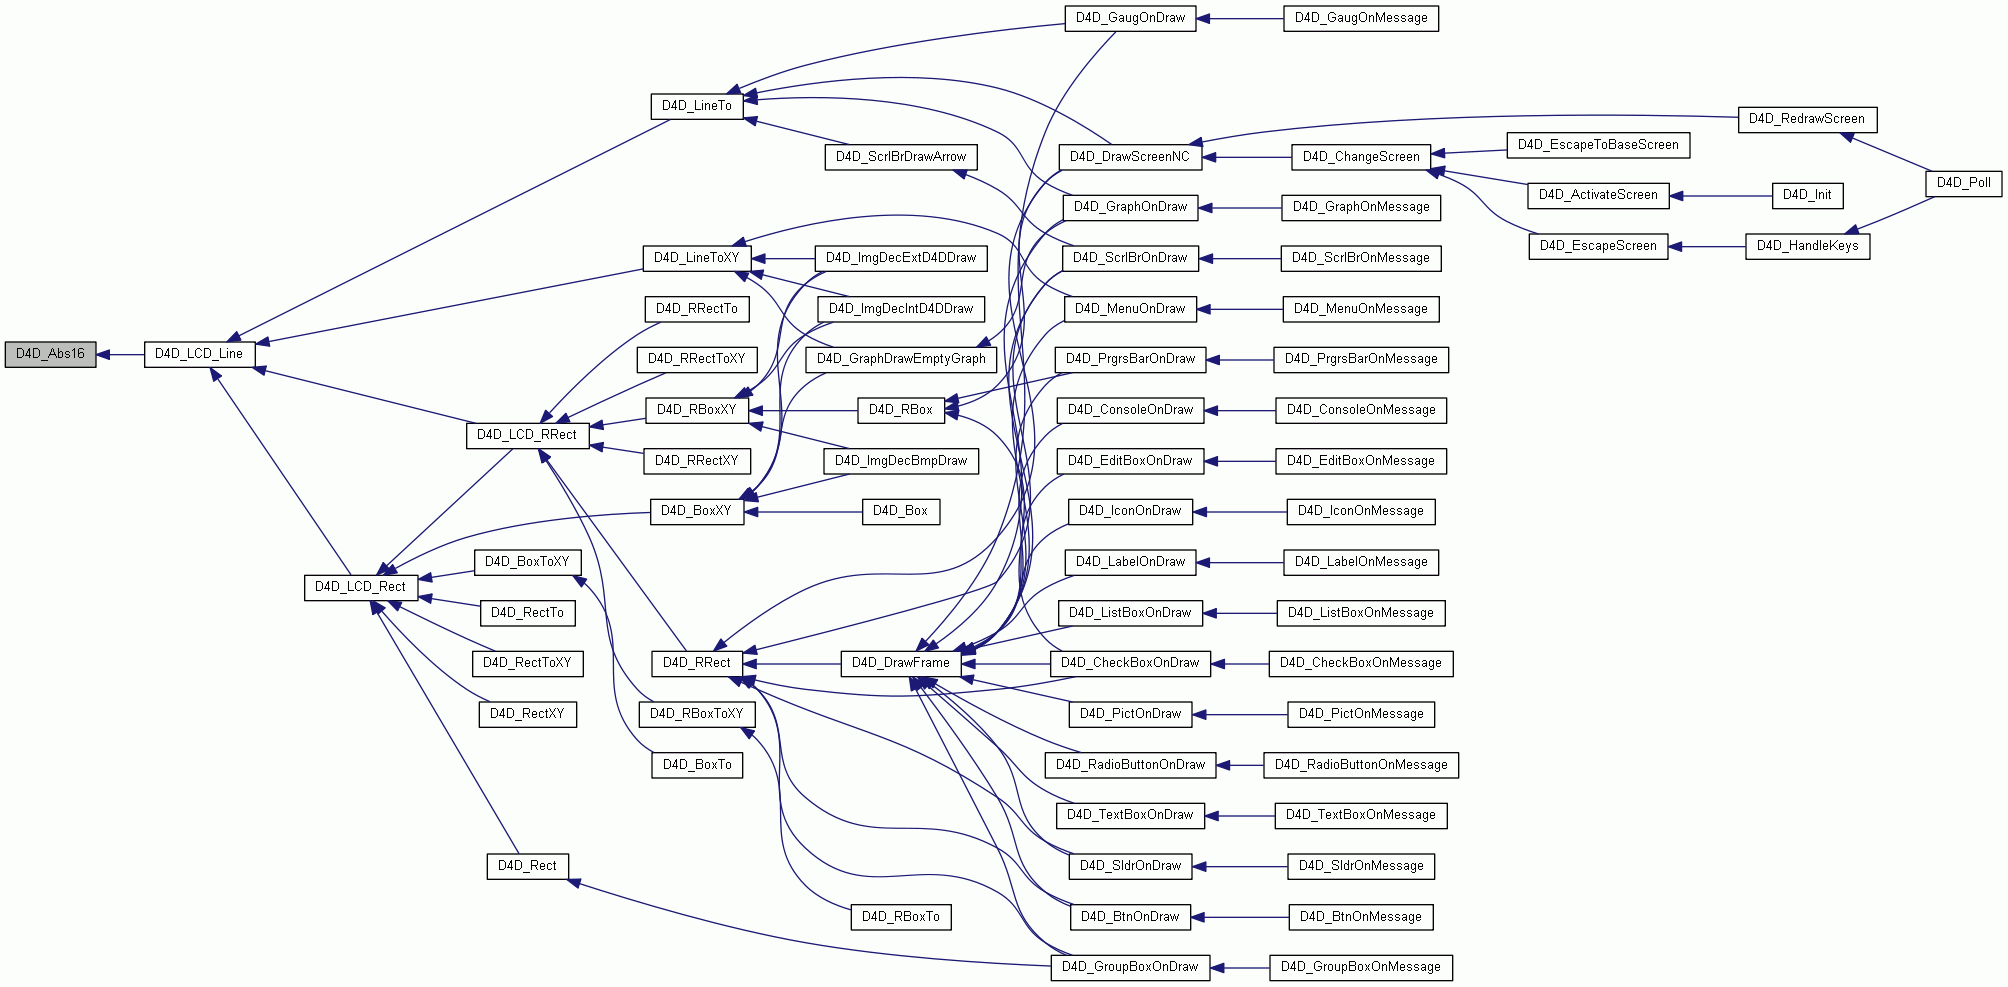 D4D_Abs16
D4D_LCD_Line
D4D_LCD_Rect
D4D_LCD_RRect
D4D_BoxToXY
D4D_RectTo
D4D_RectToXY
D4D_RectXY
D4D_Rect
D4D_LineTo
D4D_LineToXY
D4D_RRectTo
D4D_RRectToXY
D4D_RBoxXY
D4D_RRectXY
D4D_BoxXY
D4D_RRect
D4D_RBoxToXY
D4D_BoxTo
D4D_ScrlBrDrawArrow
D4D_ImgDecExtD4DDraw
D4D_ImgDecIntD4DDraw
D4D_GraphDrawEmptyGraph
D4D_RBox
D4D_ImgDecBmpDraw
D4D_Box
D4D_DrawFrame
D4D_RBoxTo
D4D_GaugOnDraw
D4D_DrawScreenNC
D4D_GraphOnDraw
D4D_ScrlBrOnDraw
D4D_MenuOnDraw
D4D_PrgrsBarOnDraw
D4D_ConsoleOnDraw
D4D_EditBoxOnDraw
D4D_IconOnDraw
D4D_LabelOnDraw
D4D_ListBoxOnDraw
D4D_CheckBoxOnDraw
D4D_PictOnDraw
D4D_RadioButtonOnDraw
D4D_TextBoxOnDraw
D4D_SldrOnDraw
D4D_BtnOnDraw
D4D_GroupBoxOnDraw
D4D_GaugOnMessage
D4D_ChangeScreen
D4D_GraphOnMessage
D4D_ScrlBrOnMessage
D4D_MenuOnMessage
D4D_PrgrsBarOnMessage
D4D_ConsoleOnMessage
D4D_EditBoxOnMessage
D4D_IconOnMessage
D4D_LabelOnMessage
D4D_ListBoxOnMessage
D4D_CheckBoxOnMessage
D4D_PictOnMessage
D4D_RadioButtonOnMessage
D4D_TextBoxOnMessage
D4D_SldrOnMessage
D4D_BtnOnMessage
D4D_GroupBoxOnMessage
D4D_EscapeToBaseScreen
D4D_ActivateScreen
D4D_EscapeScreen
D4D_RedrawScreen
D4D_Init
D4D_HandleKeys
D4D_Poll